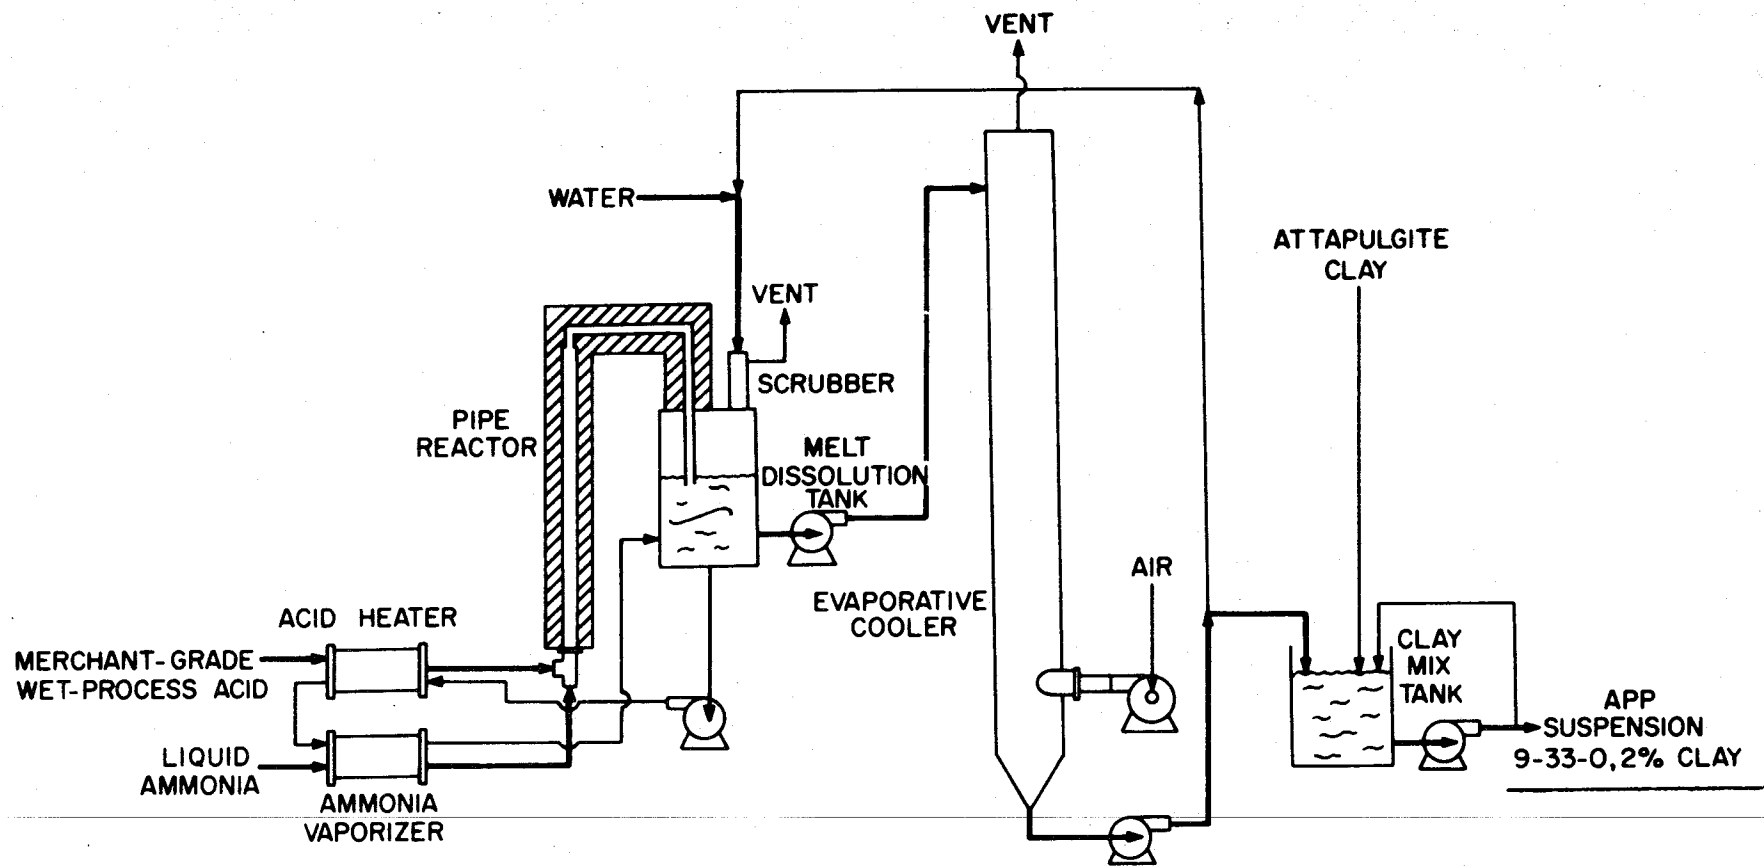 VENT
WATER
ATTAPULGITE
CLAY
VENT
SCRUBBER
PIPE
REACTOR
MELT
DISSOLUTION
TANK
AIR
EVAPORATIVE
COOLER
ACID HEATER
MERCHANT-GRADE
WET-PROCESS ACID
CLAY
MIX
TANK
APP
SUSPENSION
9-33-0,2% CLAY
LIQUID
AMMONIA
AMMONIA
VAPORIZER